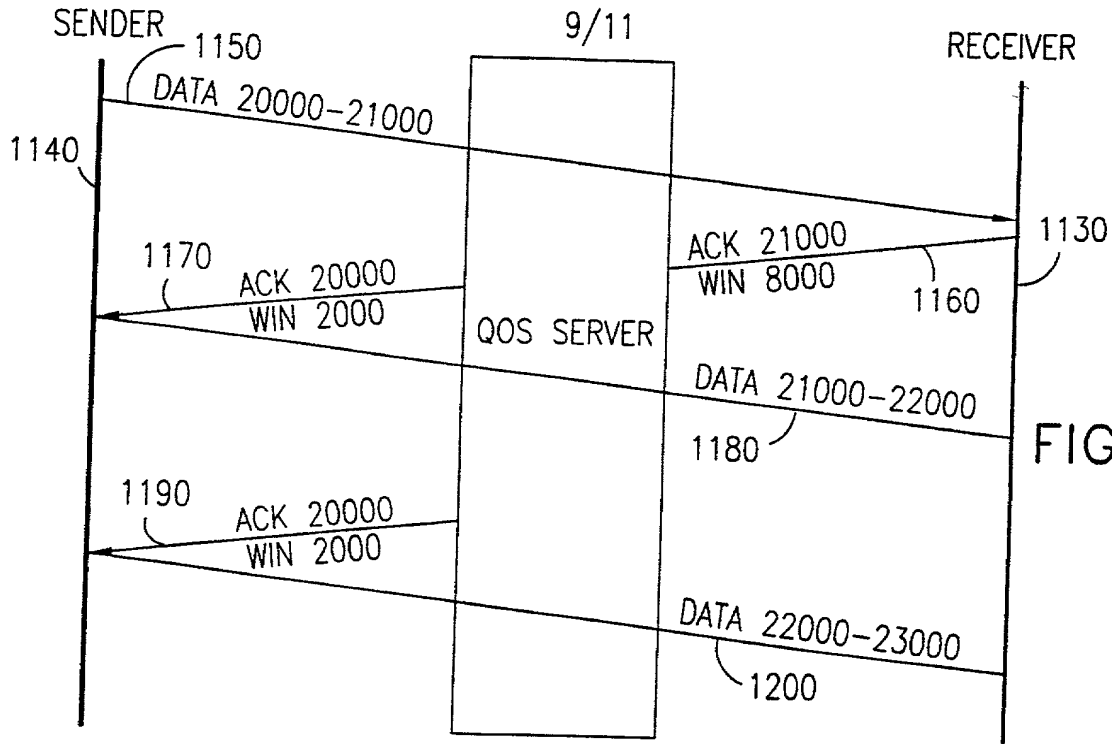 9/11
SENDER
RECEIVER
1150
DATA 20000-21000
1140
ACK 21000
WIN 8000
1130
1160
1170
ACK 20000
WIN 2000
QOS SERVER
DATA 21000-22000
1180
FIG
1190
ACK 20000
WIN 2000
DATA 22000-23000
1200